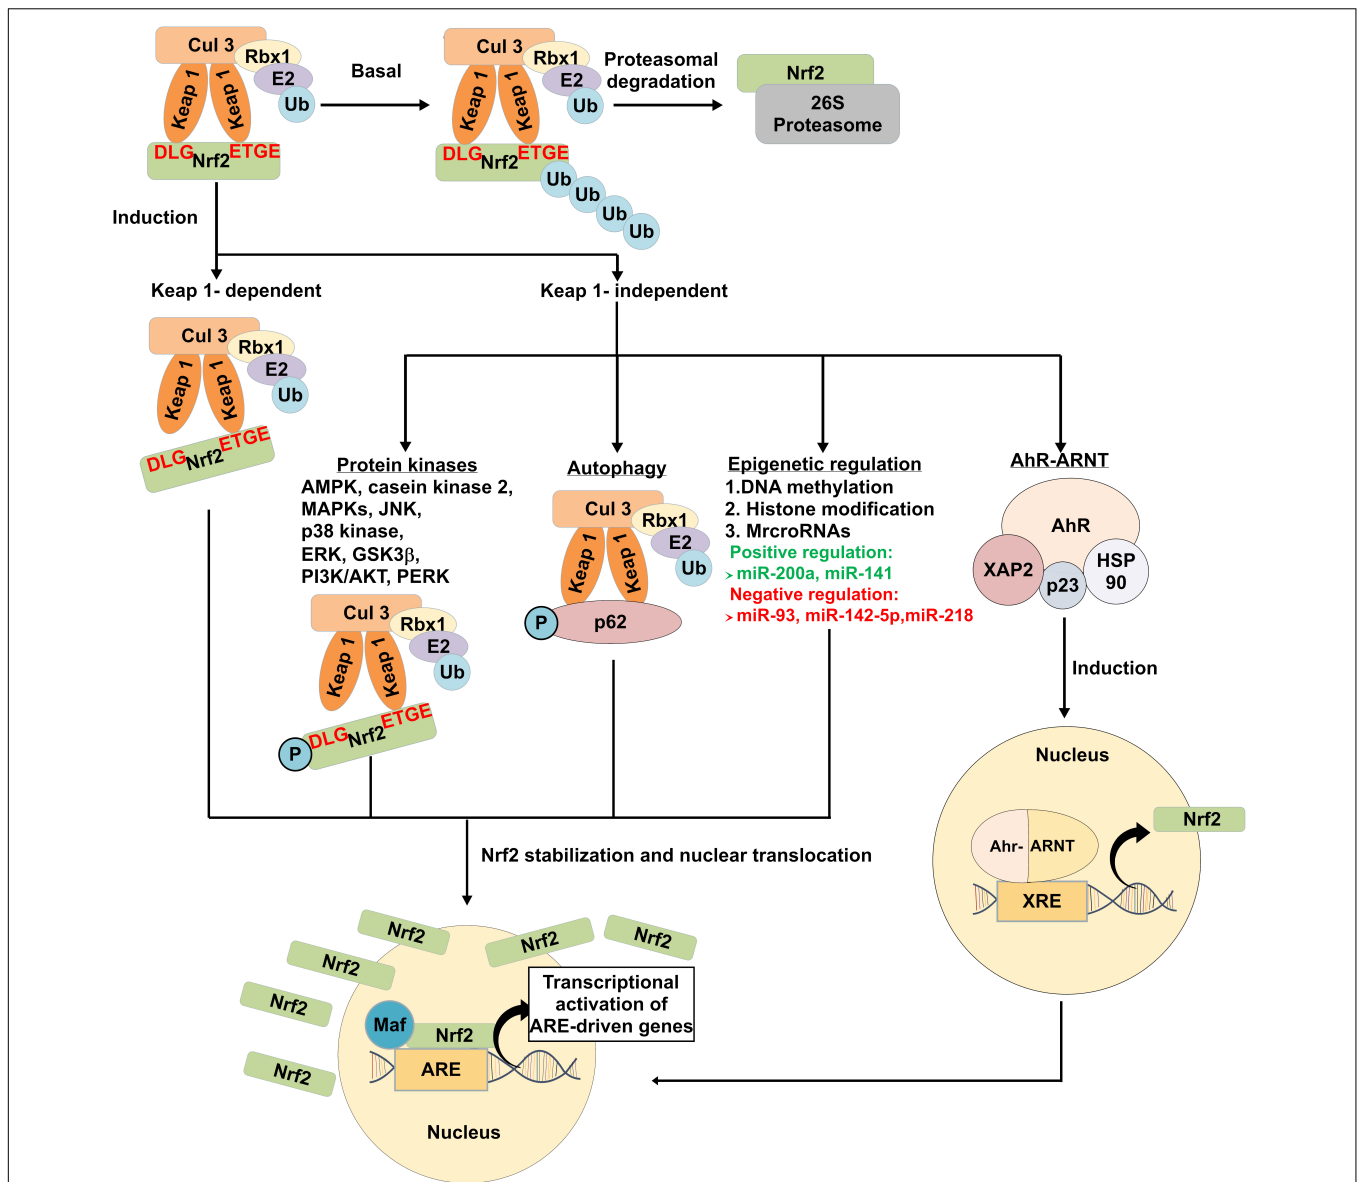 Cul 3
Rbx1
E2
Ub
Keap 1
Keap 1
DLG
Nrf2
ETGE
Basal
Cul 3
Rbx1
E2
Ub
Keap 1
Keap 1
DLG
Nrf2
ETGE
Ub
Ub
Ub
Ub
Proteasomal
degradation
Nrf2
26S
Proteasome
Induction
Keap 1- dependent
Keap 1- independent
Cul 3
Rbx1
E2
Ub
Keap 1
Keap 1
DLG
Nrf2
ETGE
Protein kinases
AMPK, casein kinase 2,
MAPKs, JNK,
p38 kinase,
ERK, GSK3β,
PI3K/AKT, PERK
Cul 3
Rbx1
E2
Ub
Keap 1
Keap 1
P
DLG
Nrf2
ETGE
Autophagy
Cul 3
Rbx1
E2
Ub
Keap 1
Keap 1
P
p62
Epigenetic regulation
1.DNA methylation
2. Histone modification
3. MrcroRNAs
Positive regulation:
> miR-200a, miR-141
Negative regulation:
> miR-93, miR-142-5p,miR-218
AhR-ARNT
AhR
XAP2
p23
HSP
90
Induction
Nucleus
Nrf2
Ahr- ARNT
XRE
Nrf2 stabilization and nuclear translocation
Nrf2
Nrf2
Nrf2
Nrf2
Nrf2
Nrf2
Transcriptional
activation of
ARE-driven genes
Maf
Nrf2
ARE
Nucleus